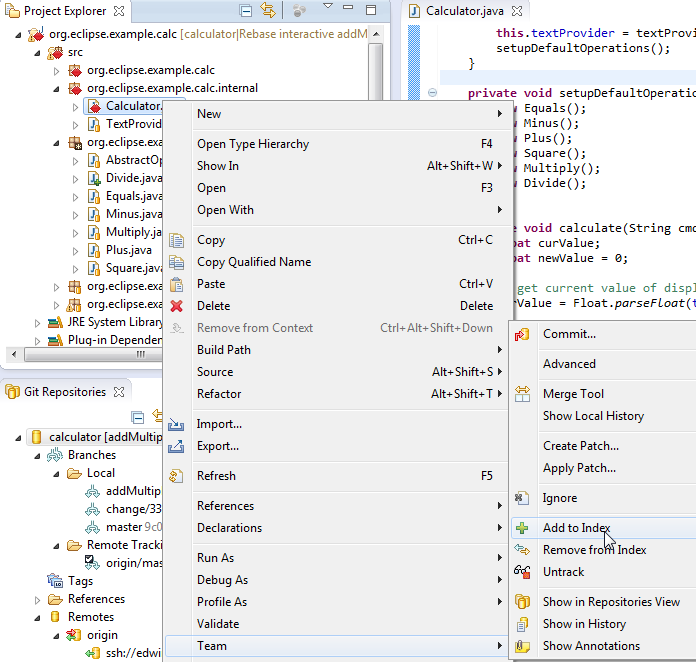 Project Explorer
org.eclipse.example.calc [calculator|Rebase interactive addM
src
org.eclipse.example.calc
org.eclipse.example.calc.internal
Calculator.
TextProvid
org.eclipse.exam
AbstractOp
Divide.java
Equals.java
Minus.java
Multiply.ja
Plus.java
Square.java
org.eclipse.exam
org.eclipse.exam
JRE System Library
Plug-in Dependen
Git Repositories
calculator [addMultip
Branches
Local
addMultip
change/33
master 9c0
Remote Tracki
origin/mas
Tags
References
Remotes
origin
ssh://edwi
New
Open Type Hierarchy F4
Show In Alt+Shift+W
Open F3
Open With
Copy Ctrl+C
Copy Qualified Name
Paste Ctrl+V
Delete Delete
Remove from Context Ctrl+Alt+Shift+Down
Build Path
Source Alt+Shift+S
Refactor Alt+Shift+T
Import...
Export...
Refresh F5
References
Declarations
Run As
Debug As
Profile As
Validate
Team
Calculator.java
this.textProvider = textPro
setupDefaultOperations();
}
private void setupDefaultOperatio
w Equals();
w Minus();
w Plus();
w Square();
w Multiply();
w Divide();
e void calculate(String cmd
oat curValue;
oat newValue = 0;
get current value of displ
rValue = Float.parseFloat(t
Commit...
Advanced
Merge Tool
Show Local History
Create Patch...
Apply Patch...
Ignore
Add to Index
Remove from Index
Untrack
Show in Repositories View
Show in History
Show Annotations